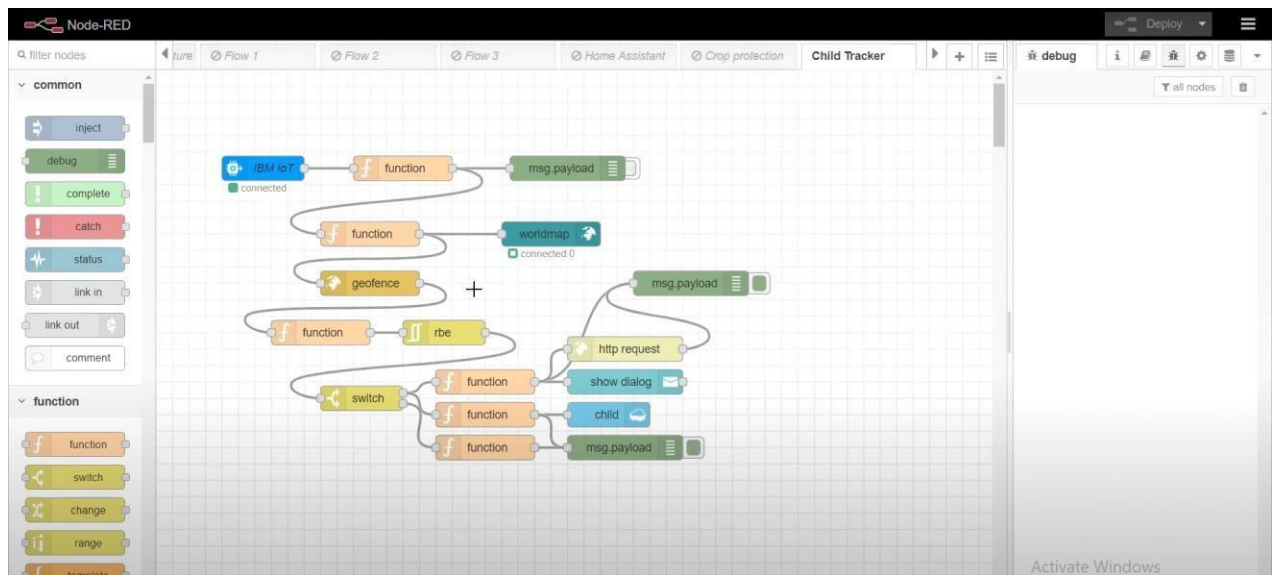 Node-RED
Deploy
filter nodes
ture
Flow 1
Flow 2
Flow 3
Home Assistant
Crop protection
Child Tracker
debug
i
all nodes
common
inject
debug
complete
catch
status
link in
link out
comment
function
function
switch
change
range
template
IBM IoT
connected
function
msg.payload
function
worldmap
connected 0
geofence
msg.payload
function
rbe
http request
switch
function
show dialog
function
child
function
msg.payload
Activate Windows